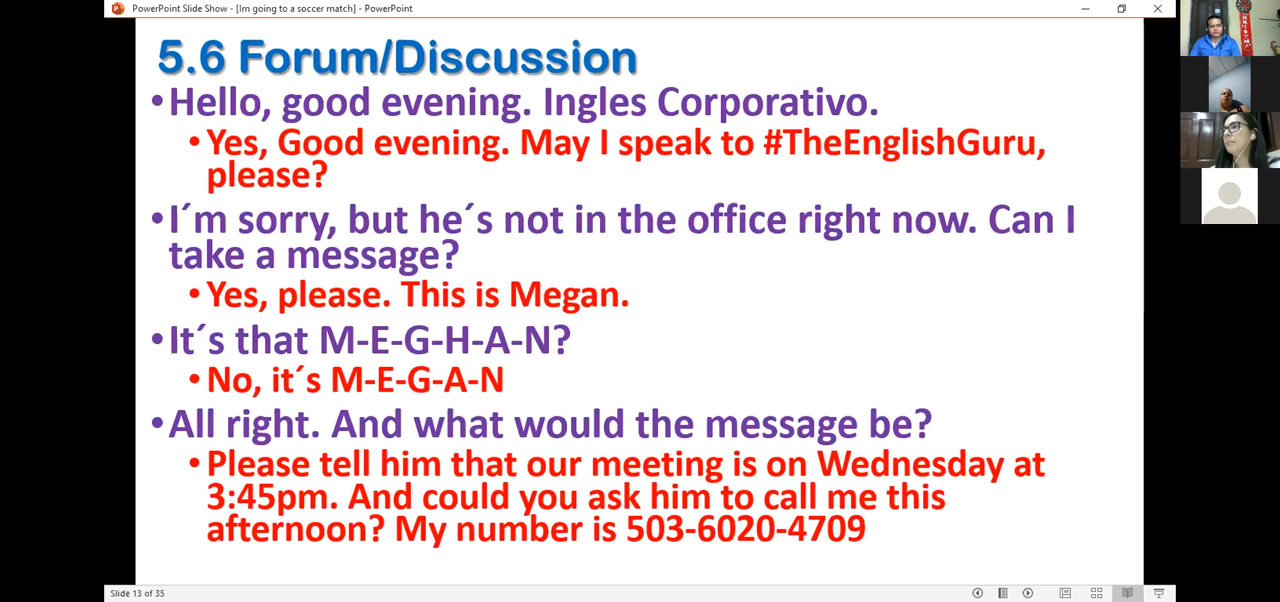 PowerPoint Slide Show - [Im going to a soccer match] - PowerPoint
5.6 Forum/Discussion
•Hello, good evening. Ingles Corporativo.
•Yes, Good evening. May I speak to #TheEnglishGuru,
please?
•I´m sorry, but he´s not in the office right now. Can I
take a message?
•Yes, please. This is Megan.
•It´s that M-E-G-H-A-N?
•No, it´s M-E-G-A-N
•All right. And what would the message be?
•Please tell him that our meeting is on Wednesday at
3:45pm. And could you ask him to call me this
afternoon? My number is 503-6020-4709
Slide 13 of 35